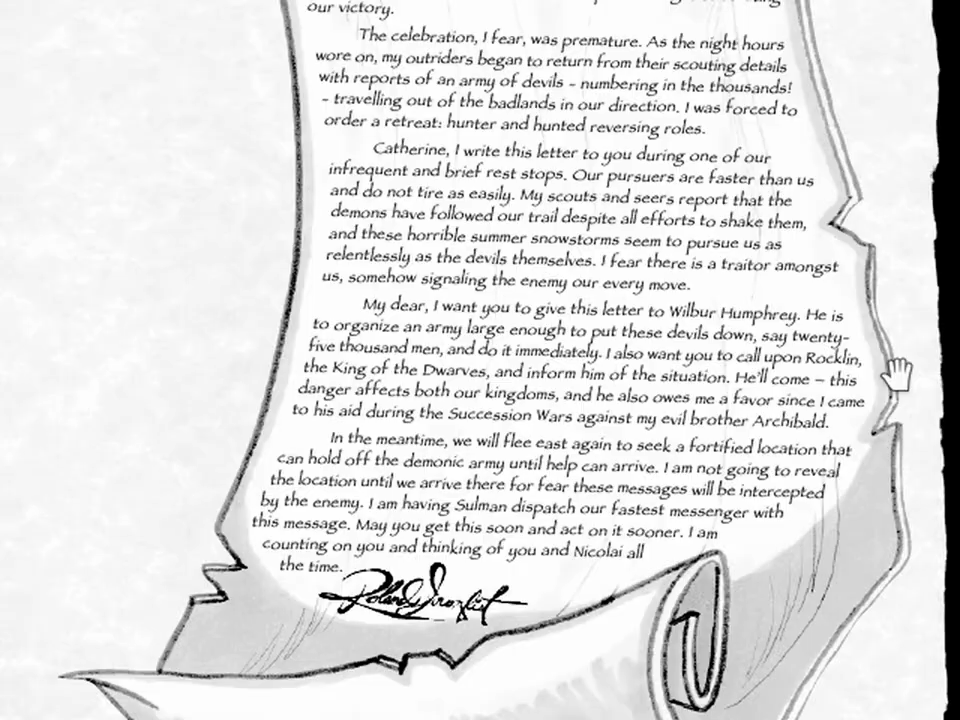 our victory.
The celebration, I fear, was premature. As the night hours
wore on, my outriders began to return from their scouting details
with reports of an army of devils - numbering in the thousands!
- travelling out of the badlands in our direction. I was forced to
order a retreat: hunter and hunted reversing roles.
Catherine, I write this letter to you during one of our
infrequent and brief rest stops. Our pursuers are faster than us
and do not tire as easily. My scouts and seers report that the
demons have followed our trail despite all efforts to shake them,
and these horrible summer snowstorms seem to pursue us as
relentlessly as the devils themselves. I fear there is a traitor amongst
us, somehow signaling the enemy our every move.
My dear, I want you to give this letter to Wilbur Humphrey. He is
to organize an army large enough to put these devils down, say twenty-
five thousand men, and do it immediately. I also want you to call upon Rocklin,
the King of the Dwarves, and inform him of the situation. He'll come – this
danger affects both our kingdoms, and he also owes me a favor since I came
to his aid during the Succession Wars against my evil brother Archibald.
In the meantime, we will flee east again to seek a fortified location that
can hold off the demonic army until help can arrive. I am not going to reveal
the location until we arrive there for fear these messages will be intercepted
by the enemy. I am having Sulman dispatch our fastest messenger with
this message. May you get this soon and act on it sooner. I am
counting on you and thinking of you and Nicolai all
the time.